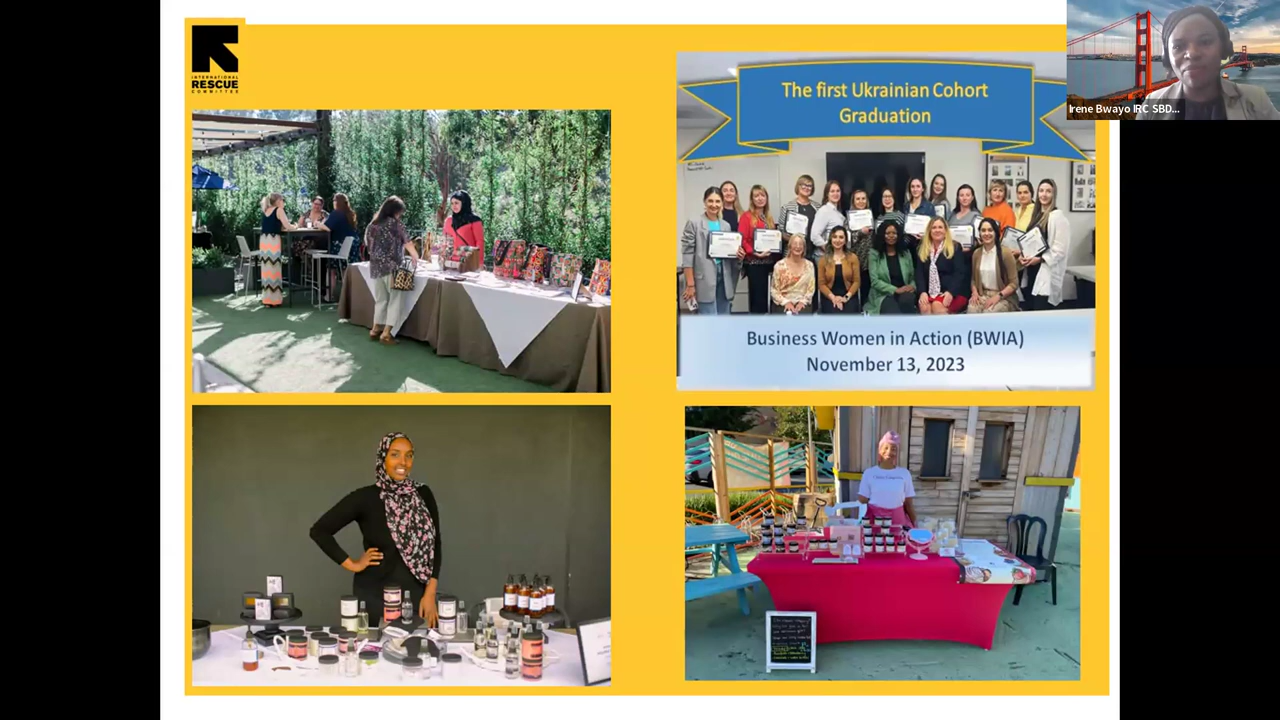 INTERNATIONAL
RESCUE
COMMITTEE
The first Ukrainian Cohort
Graduation
Business Women in Action (BWIA)
November 13, 2023
Irene Bwayo IRC SBD...